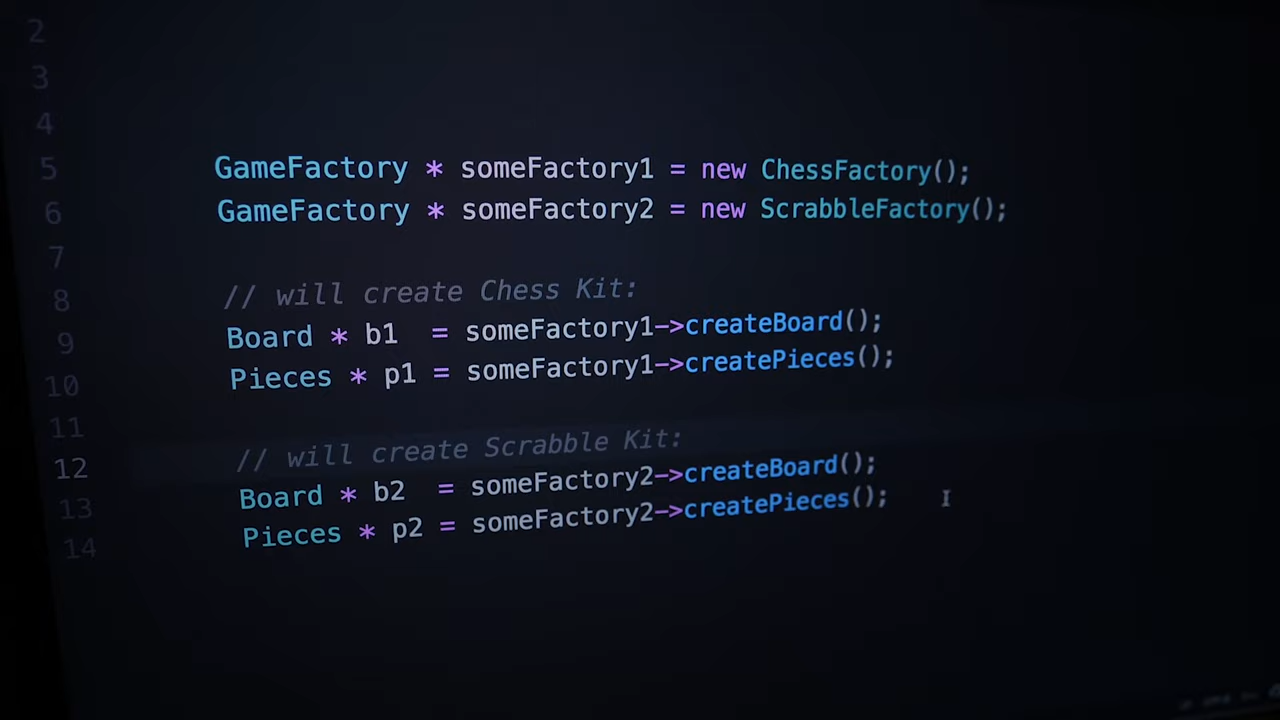 2
3
4
5 GameFactory * someFactory1 = new ChessFactory();
6 GameFactory * someFactory2 = new ScrabbleFactory();
7
8 // will create Chess Kit:
9 Board * b1  = someFactory1->createBoard();
10 Pieces * p1 = someFactory1->createPieces();
11
12 // will create Scrabble Kit:
13 Board * b2  = someFactory2->createBoard();
14 Pieces * p2 = someFactory2->createPieces();